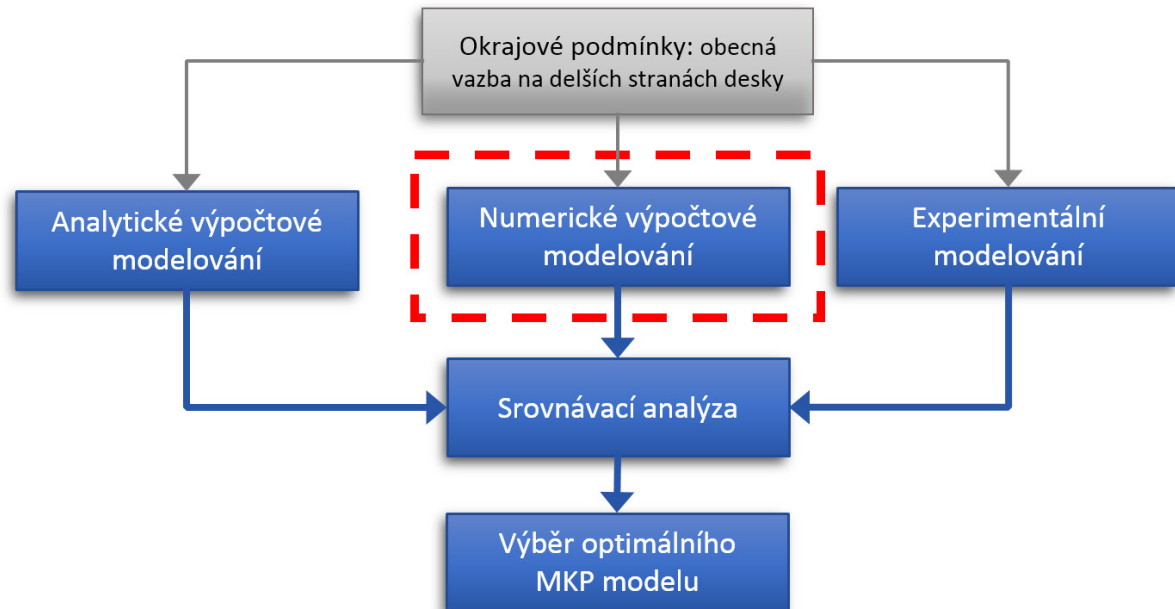 Okrajové podmínky: obecná
vazba na delších stranách desky
Analytické výpočtové
modelování
Numerické výpočtové
modelování
Experimentální
modelování
Srovnávací analýza
Výběr optimálního
MKP modelu